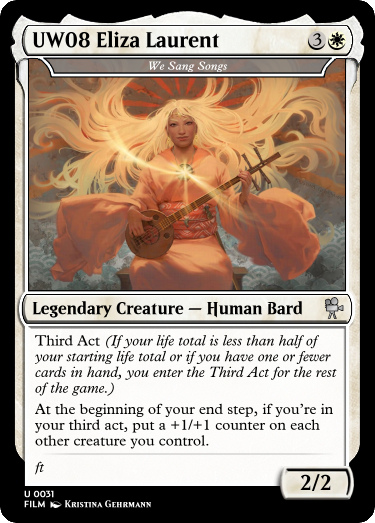 UW08 Eliza Laurent 3
We Sang Songs
Legendary Creature — Human Bard
Third Act (If your life total is less than half of
your starting life total or if you have one or fewer
cards in hand, you enter the Third Act for the rest
of the game.)
At the beginning of your end step, if you're in
your third act, put a +1/+1 counter on each
other creature you control.
ft
2/2
U 0031
FILM Kristina Gehrmann